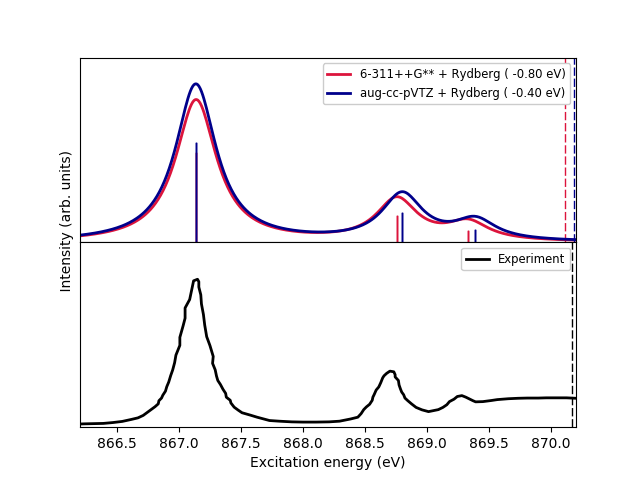 6-311++G** + Rydberg ( -0.80 eV)
aug-cc-pVTZ + Rydberg ( -0.40 eV)
Intensity (arb. units)
Experiment
866.5 867.0 867.5 868.0 868.5 869.0 869.5 870.0
Excitation energy (eV)